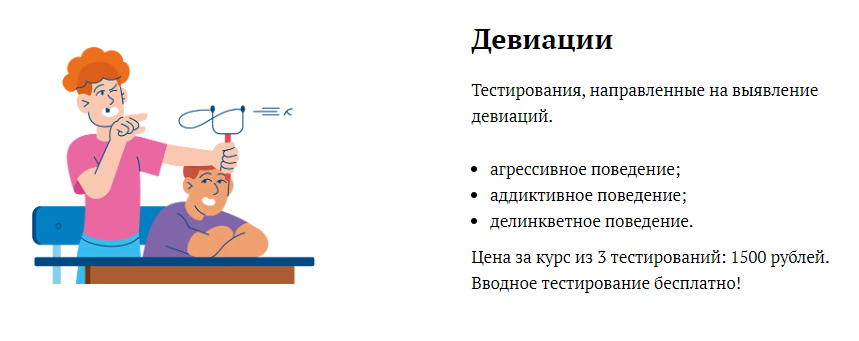 Девиации
Тестирования, направленные на выявление
девиаций.
• агрессивное поведение;
• аддиктивное поведение;
• делинкветное поведение.
Цена за курс из 3 тестирований: 1500 рублей.
Вводное тестирование бесплатно!